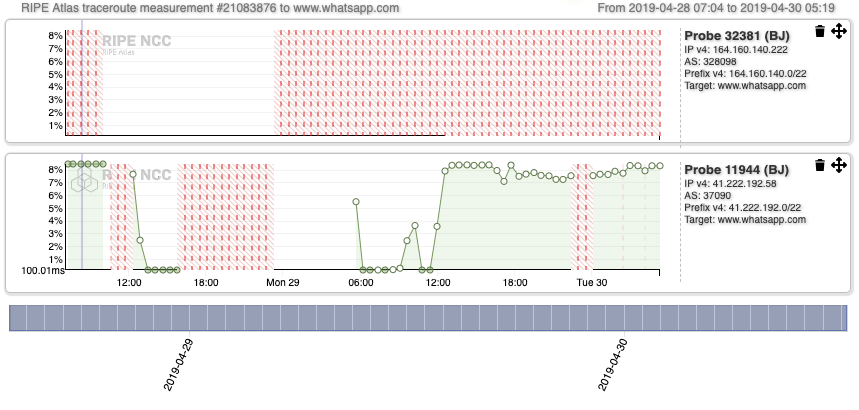 RIPE Atlas traceroute measurement #21083876 to www.whatsapp.com
From 2019-04-28 07:04 to 2019-04-30 05:19
8%
7%
6%
5%
4%
3%
2%
1%
RIPE NCC
RIPE Atlas
Probe 32381 (BJ)
IP v4: 164.160.140.222
AS: 328098
Prefix v4: 164.160.140.0/22
Target: www.whatsapp.com
8%
7%
6%
5%
4%
3%
2%
1%
100.01ms
NCC
12:00
18:00
Mon 29
06:00
12:00
18:00
Tue 30
Probe 11944 (BJ)
IP v4: 41.222.192.58
AS: 37090
Prefix v4: 41.222.192.0/22
Target: www.whatsapp.com
2019-04-29
2019-04-30